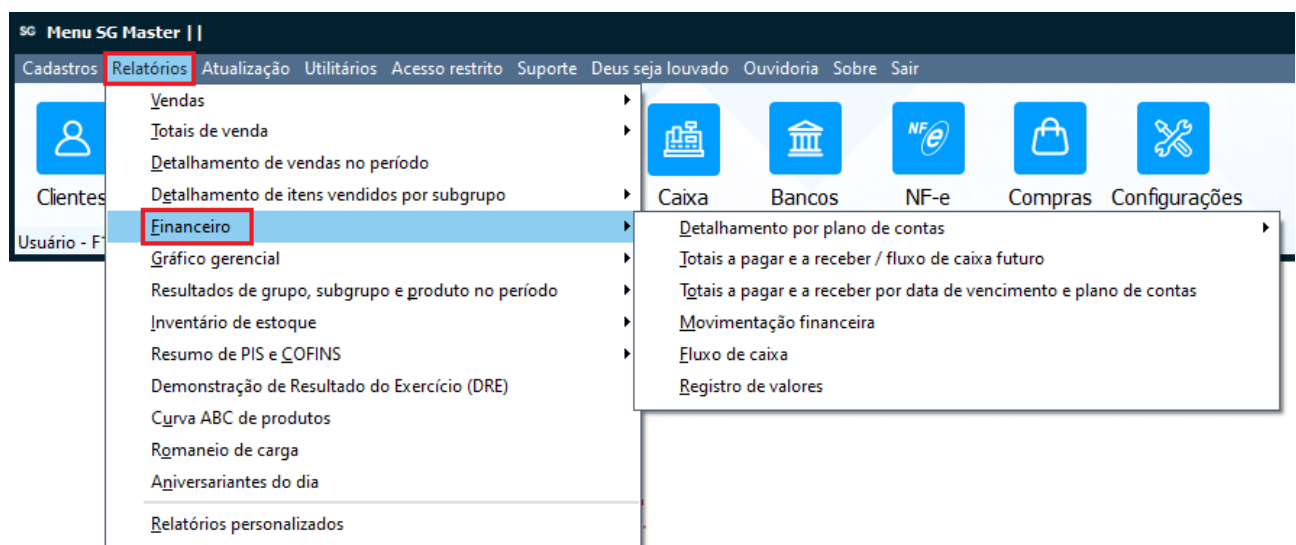 SG Menu SG Master ||
Cadastros Relatórios Atualização Utilitários Acesso restrito Suporte Deus seja louvado Ouvidoria Sobre Sair
Vendas
Totais de venda
Detalhamento de vendas no período
Detalhamento de itens vendidos por subgrupo
Financeiro
Gráfico gerencial
Resultados de grupo, subgrupo e produto no período
Inventário de estoque
Resumo de PIS e COFINS
Demonstração de Resultado do Exercício (DRE)
Curva ABC de produtos
Romaneio de carga
Aniversariantes do dia
Relatórios personalizados
NFe
Clientes Caixa Bancos NF-e Compras Configurações
Usuário - F
Detalhamento por plano de contas
Totais a pagar e a receber / fluxo de caixa futuro
Totais a pagar e a receber por data de vencimento e plano de contas
Movimentação financeira
Fluxo de caixa
Registro de valores